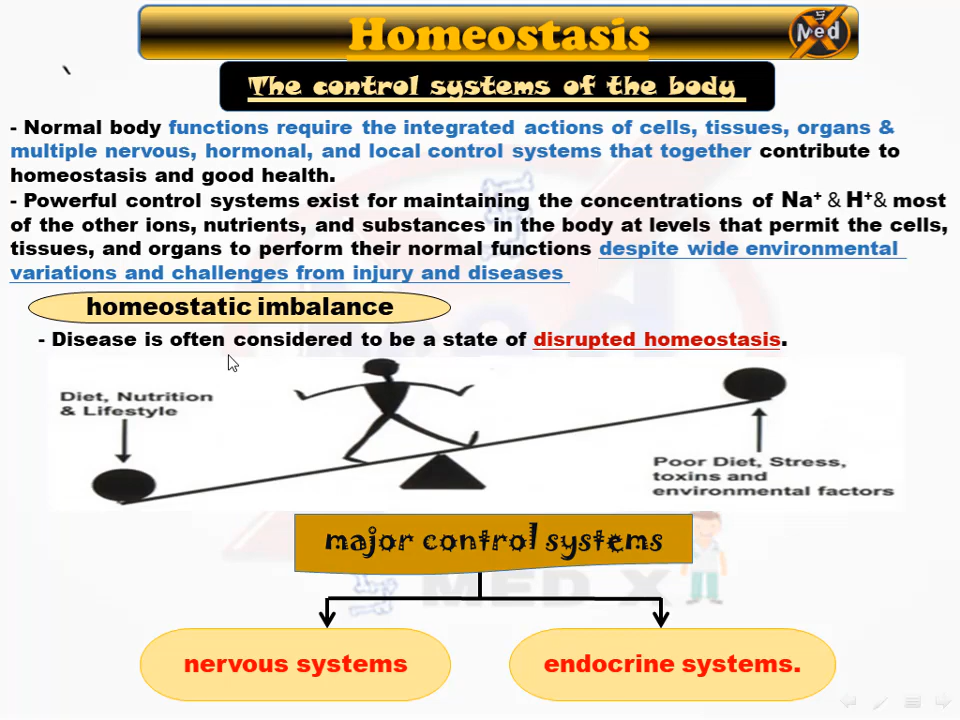 Homeostasis
Med
The control systems of the body
- Normal body functions require the integrated actions of cells, tissues, organs &
multiple nervous, hormonal, and local control systems that together contribute to
homeostasis and good health.
- Powerful control systems exist for maintaining the concentrations of Na⁺ & H⁺& most
of the other ions, nutrients, and substances in the body at levels that permit the cells,
tissues, and organs to perform their normal functions despite wide environmental
variations and challenges from injury and diseases
homeostatic imbalance
- Disease is often considered to be a state of disrupted homeostasis.
Diet, Nutrition
& Lifestyle
Poor Diet, Stress,
toxins and
environmental factors
major control systems
MED X
nervous systems
endocrine systems.